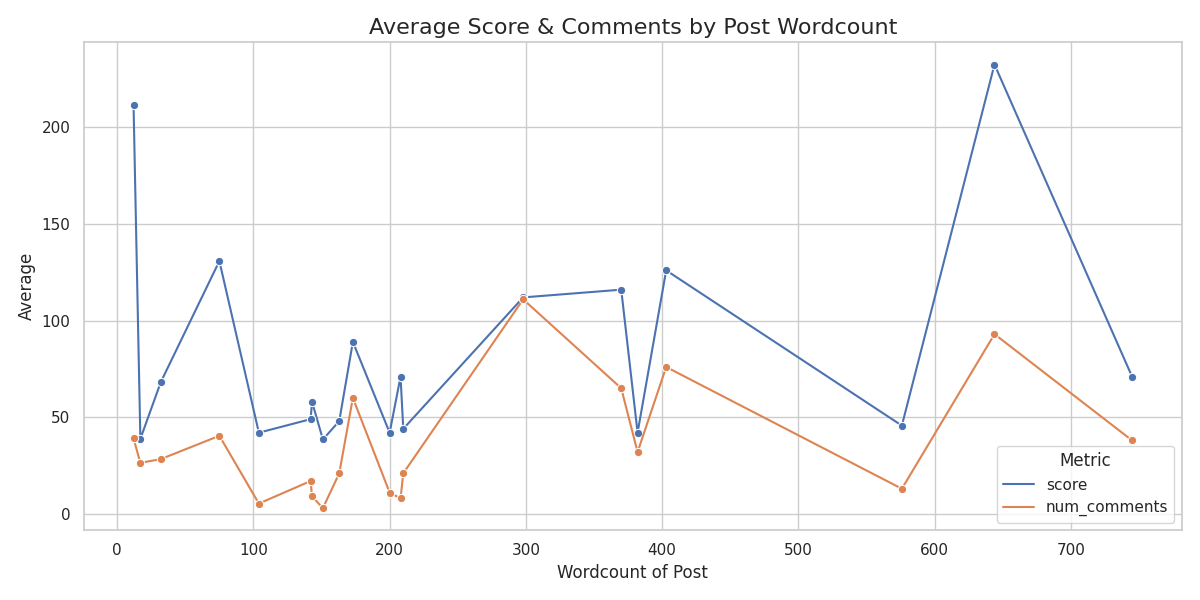 Average Score & Comments by Post Wordcount
Average
200
150
100
50
0
0 100 200 300 400 500 600 700
Wordcount of Post
Metric
score
num_comments